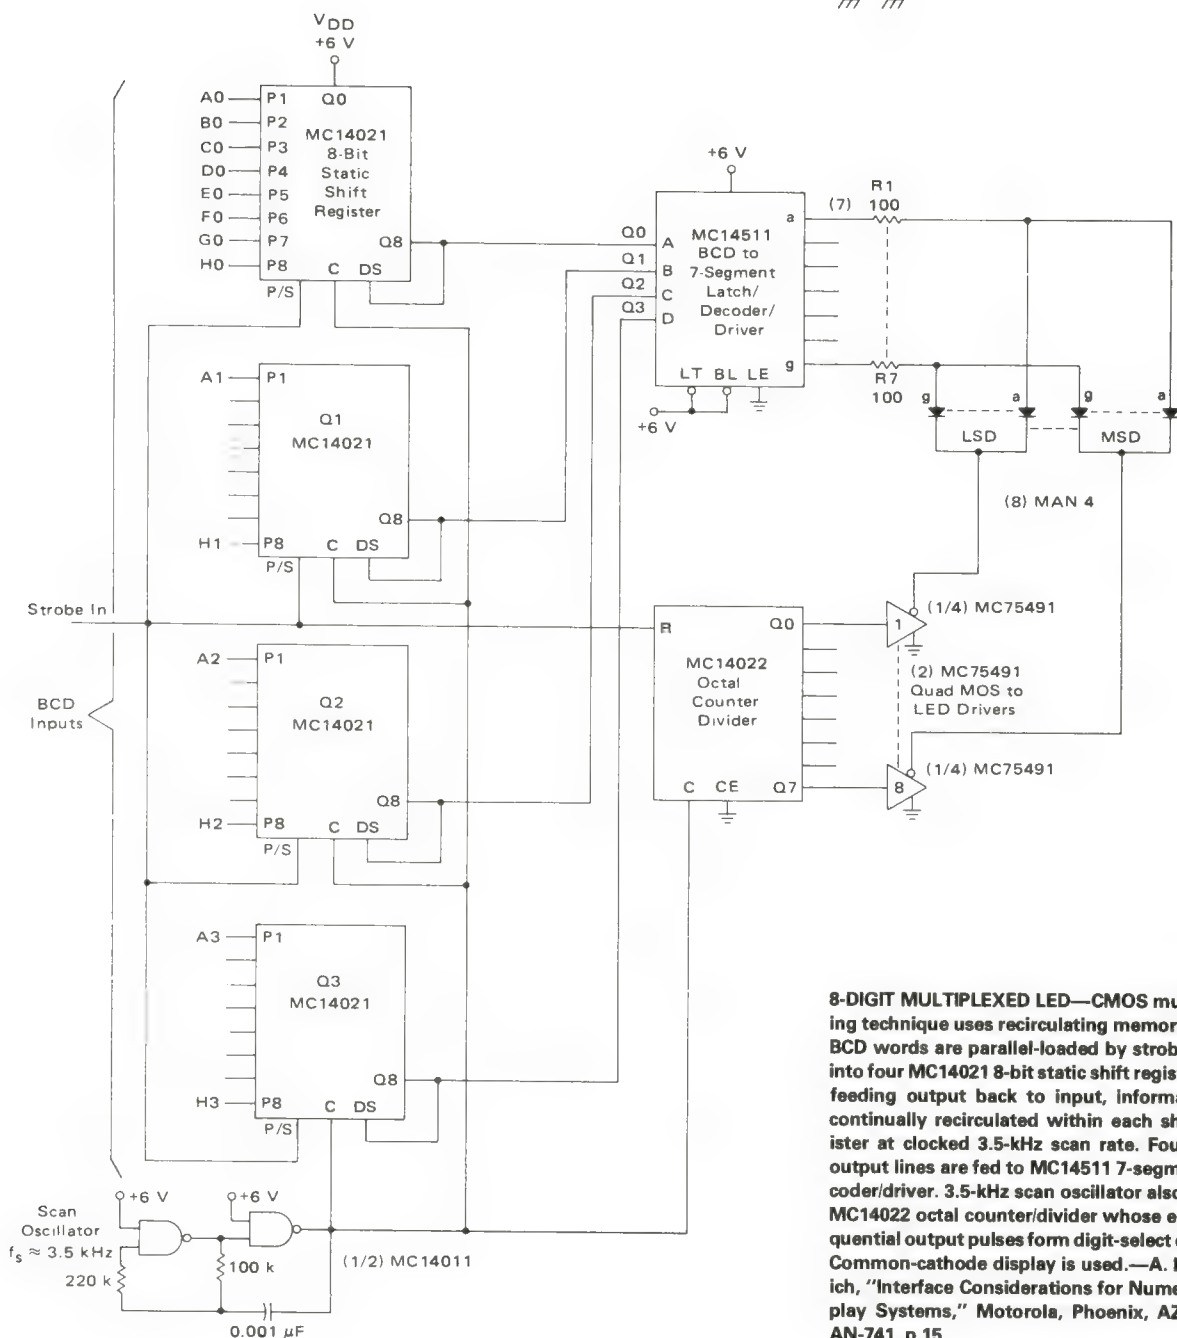 VDD
+6 V
A0
B0
C0
D0
E0
F0
G0
H0
P1
P2
P3
P4
P5
P6
P7
P8
Q0
MC14021
8-Bit
Static
Shift
Register
Q8
C DS
P/S
A1
P1
Q1
MC14021
Q8
H1
P8
C DS
P/S
Strobe In
BCD
Inputs
A2
P1
Q2
MC14021
Q8
H2
P8
C DS
P/S
A3
P1
Q3
MC14021
Q8
H3
P8
C DS
P/S
+6 V
+6 V
Scan
Oscillator
fs ≈ 3.5 kHz
220 k
100 k
(1/2) MC14011
0.001 µF
+6 V
Q0
Q1
Q2
Q3
A
B
C
D
MC14511
BCD to
7-Segment
Latch/
Decoder/
Driver
a
g
LT BL LE
+6 V
(7)
R1
100
R7
100
g
a
g
a
LSD
MSD
(8) MAN 4
R
Q0
MC14022
Octal
Counter
Divider
C CE Q7
1
(1/4) MC75491
(2) MC75491
Quad MOS to
LED Drivers
8
(1/4) MC75491
8-DIGIT MULTIPLEXED LED—CMOS mu
ing technique uses recirculating memor
BCD words are parallel-loaded by strob
into four MC14021 8-bit static shift regist
feeding output back to input, informa
continually recirculated within each sh
ister at clocked 3.5-kHz scan rate. Fou
output lines are fed to MC14511 7-segm
coder/driver. 3.5-kHz scan oscillator also
MC14022 octal counter/divider whose e
quential output pulses form digit-select
Common-cathode display is used.—A.
ich, "Interface Considerations for Nume
play Systems," Motorola, Phoenix, AZ
AN-741, p 15.